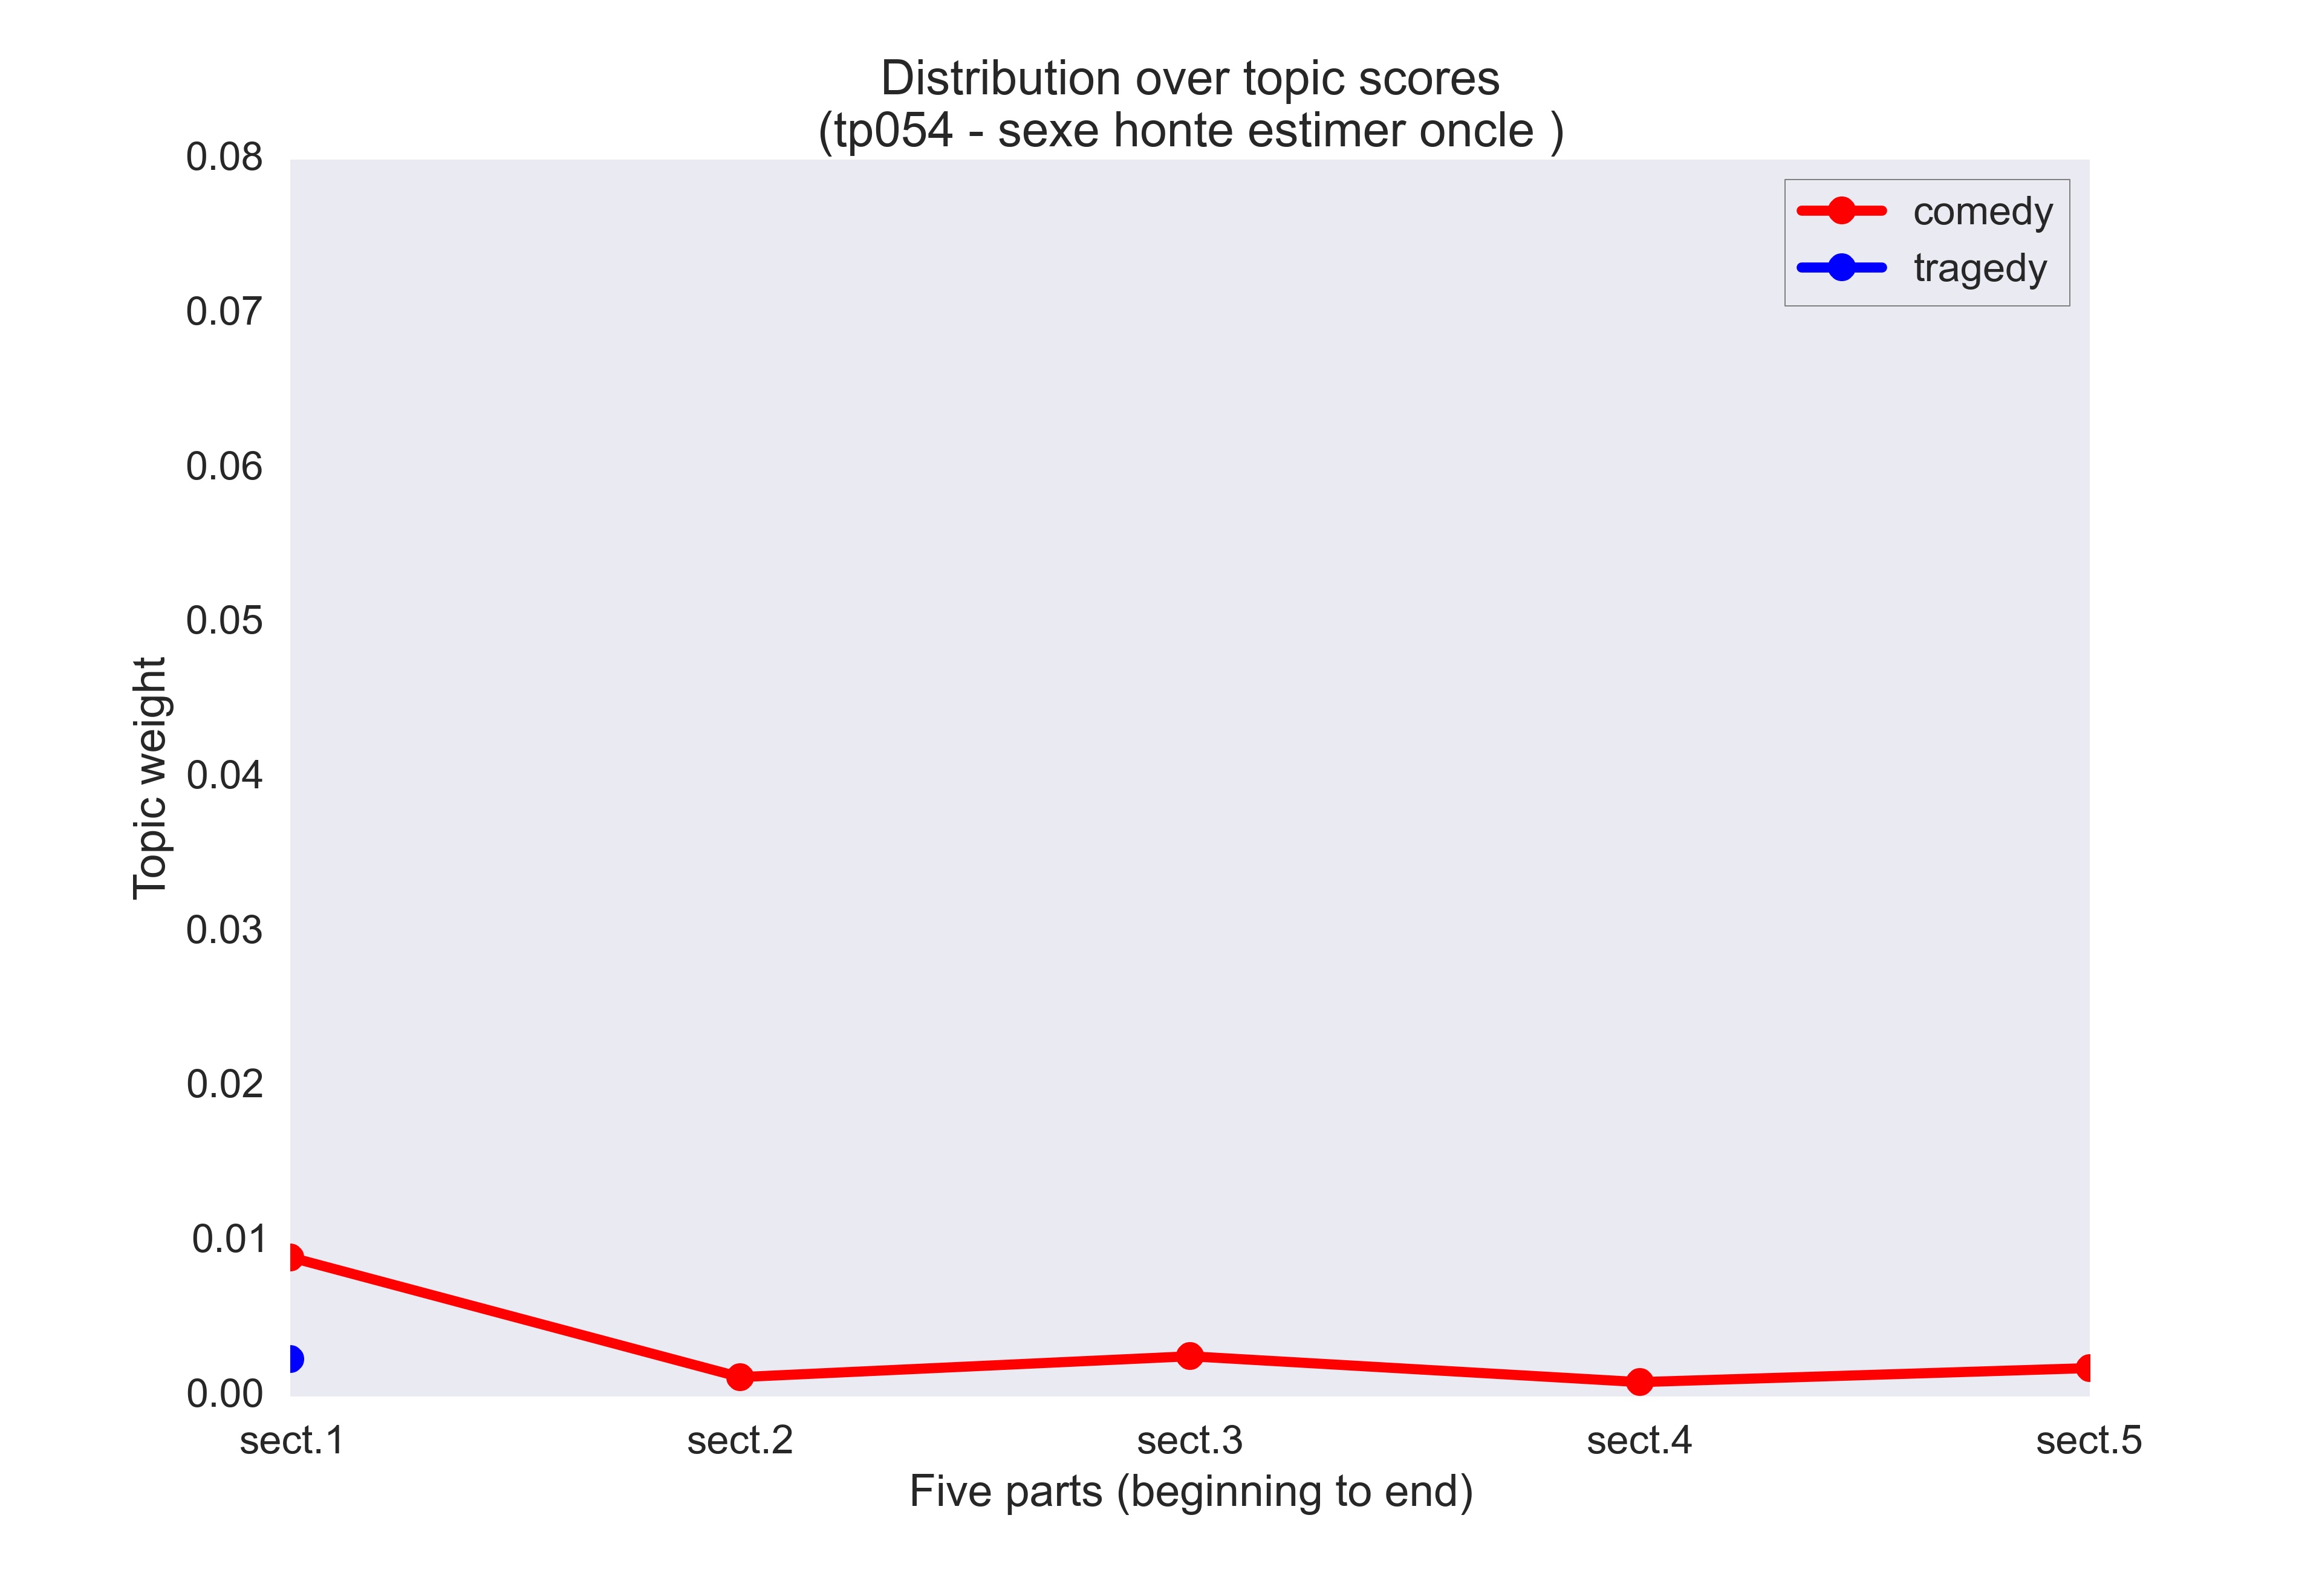 Distribution over topic scores
(tp054 - sexe honte estimer oncle )
comedy
tragedy
0.08
0.07
0.06
0.05
0.04
0.03
0.02
0.01
0.00
Topic weight
sect.1 sect.2 sect.3 sect.4 sect.5
Five parts (beginning to end)